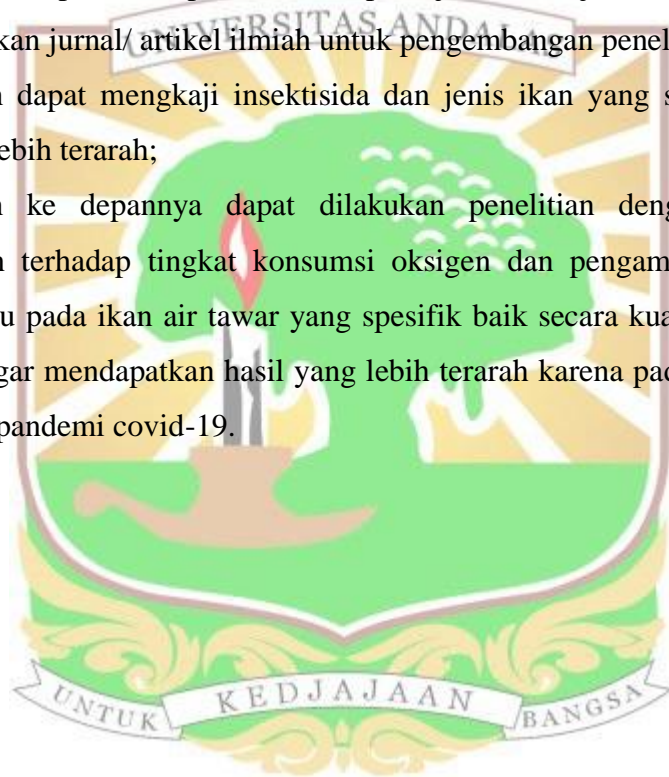 UNIVERSITAS ANDAL
kan jurnal/ artikel ilmiah untuk pengembangan penel
n dapat mengkaji insektisida dan jenis ikan yang s
ebih terarah;
n ke depannya dapat dilakukan penelitian deng
n terhadap tingkat konsumsi oksigen dan pengam
u pada ikan air tawar yang spesifik baik secara kua
gar mendapatkan hasil yang lebih terarah karena pad
pandemi covid-19.
UNTUK KEDJAJAAN BANGSA